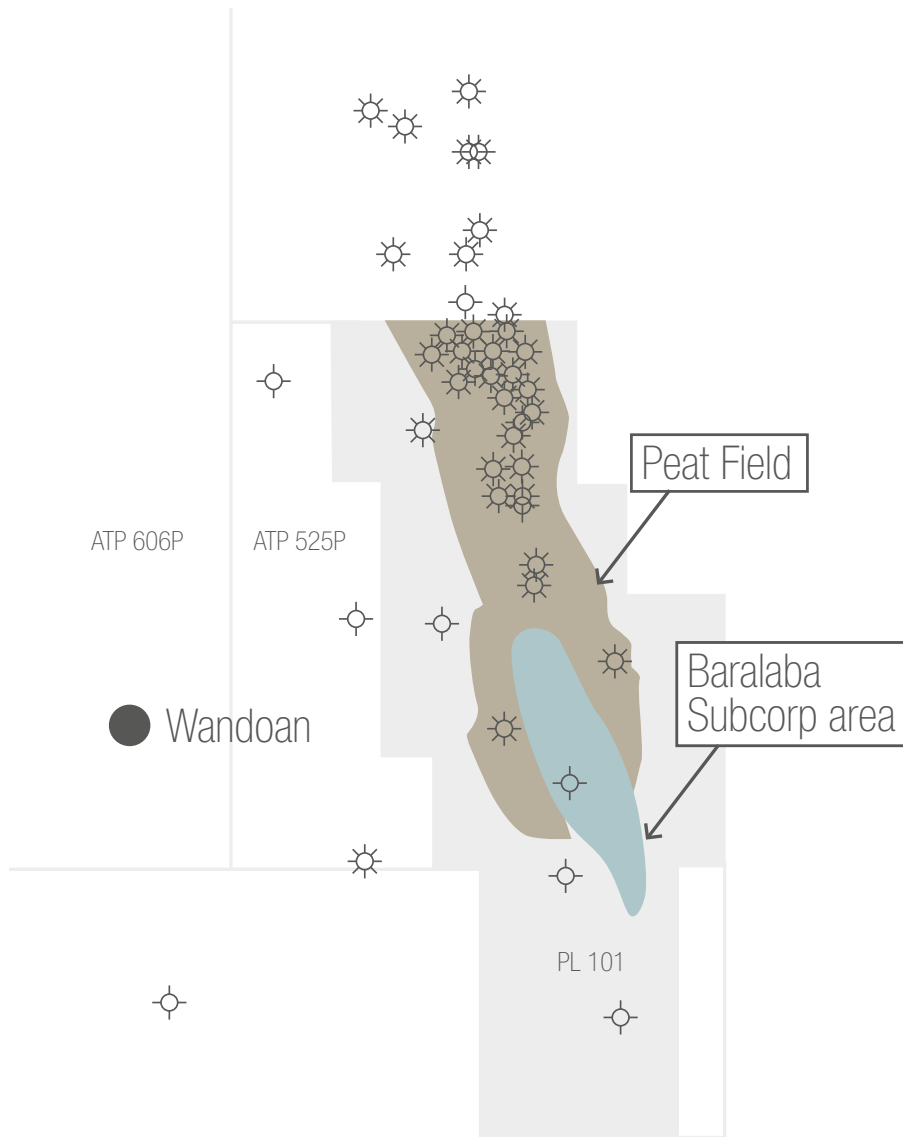 Peat Field
ATP 606P
ATP 525P
Baralaba
Subcorp area
Wandoan
PL 101